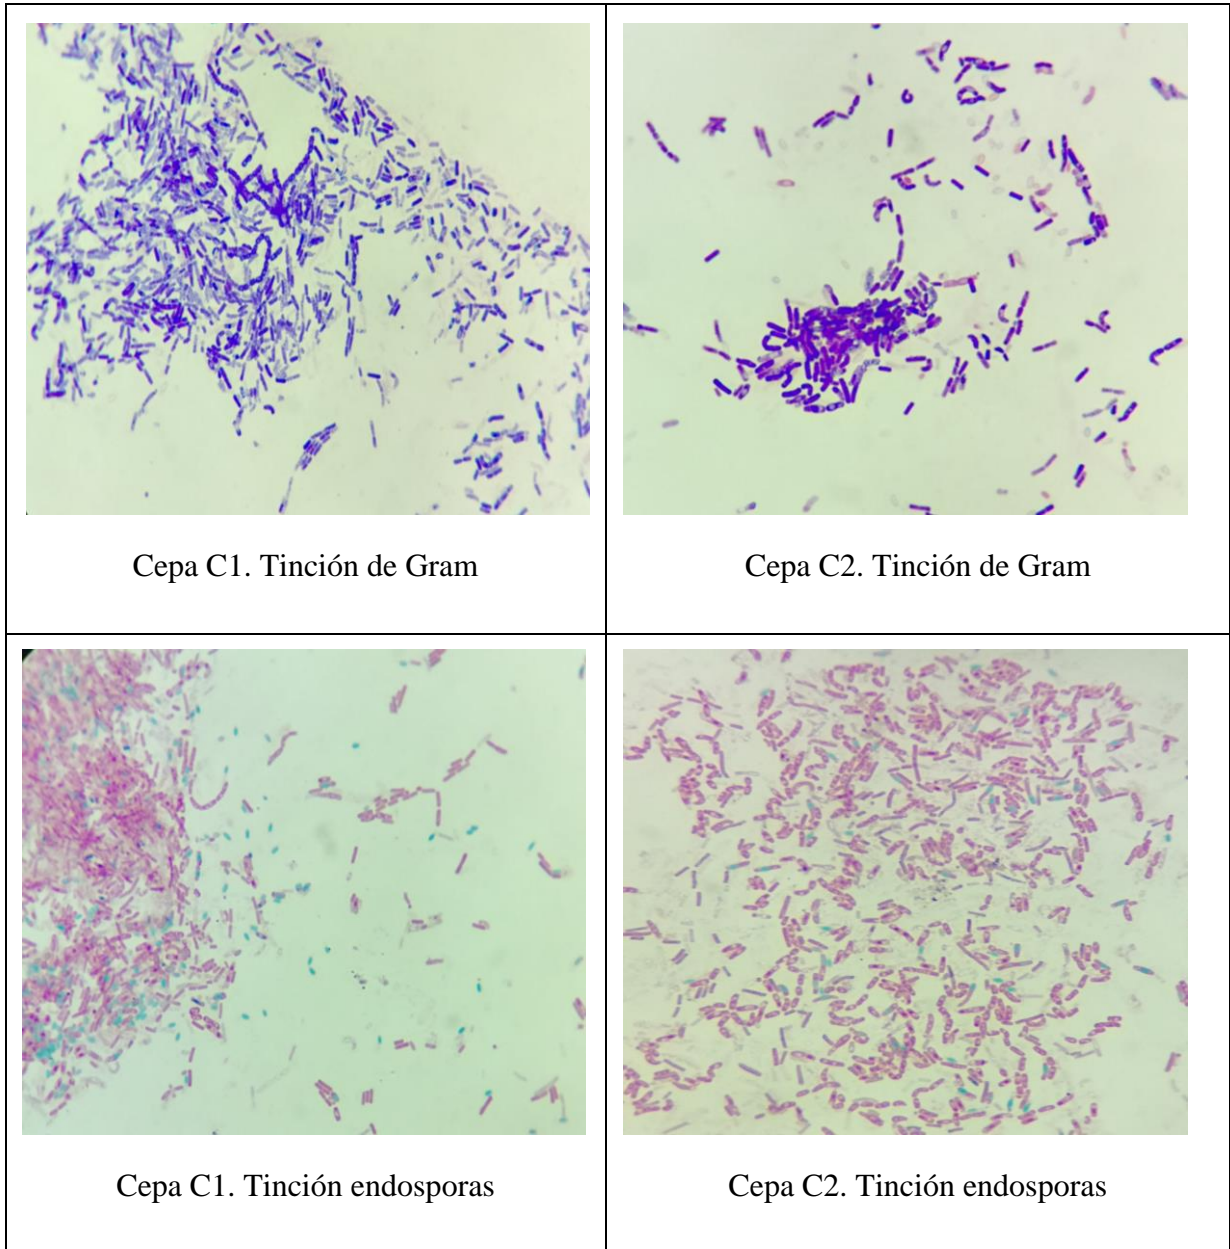 Cepa C1. Tinción de Gram
Cepa C2. Tinción de Gram
Cepa C1. Tinción endosporas
Cepa C2. Tinción endosporas